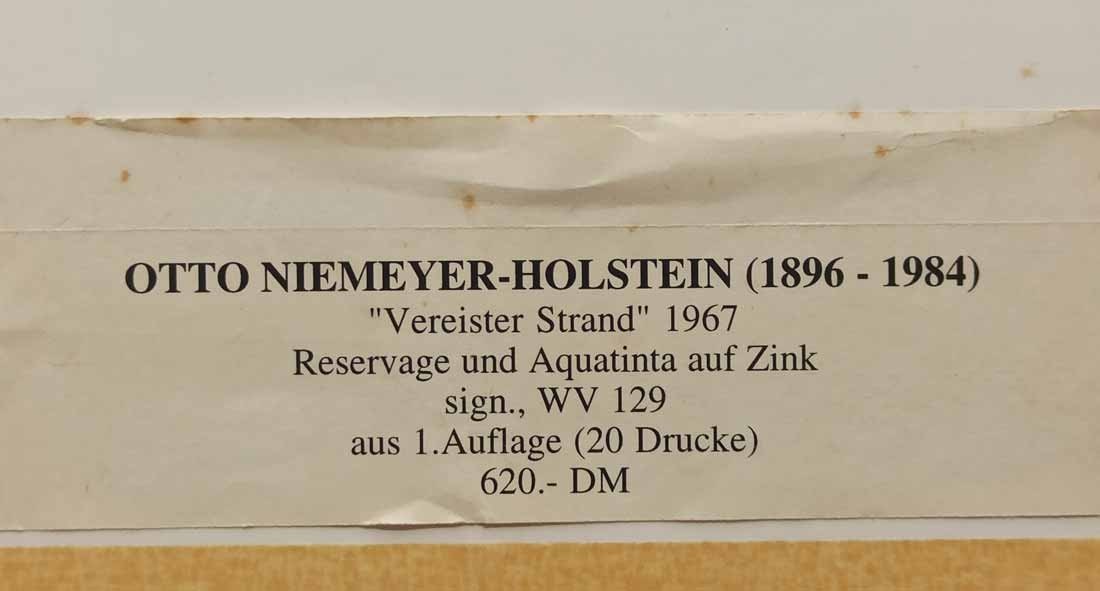 OTTO NIEMEYER-HOLSTEIN (1896 - 1984)
"Vereister Strand" 1967
Reservage und Aquatinta auf Zink
sign., WV 129
aus 1.Auflage (20 Drucke)
620.- DM